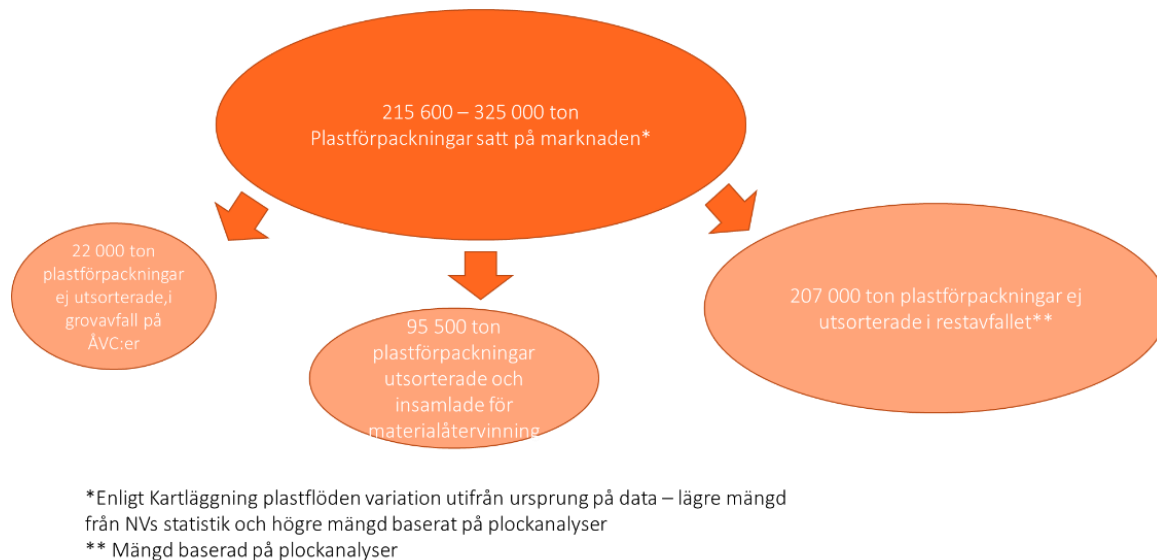 215 600 – 325 000 ton
Plastförpackningar satt på marknaden*
22 000 ton
plastförpackningar
ej utsorterade,i
grovavfall på
ÅVC:er
95 500 ton
plastförpackningar
utsorterade och
insamlade för
materialåtervinning
207 000 ton plastförpackningar ej
utsorterade i restavfallet**
*Enligt Kartläggning plastflöden variation utifrån ursprung på data – lägre mängd
från NVs statistik och högre mängd baserat på plockanalyser
** Mängd baserad på plockanalyser